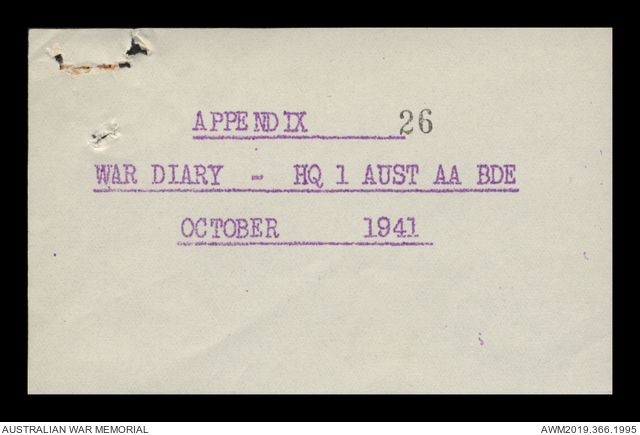 APPENDIX 26
WAR DIARY - HQ 1 AUST AA BDE
OCTOBER 1941
AUSTRALIAN WAR MEMORIAL AWM2019.366.1995